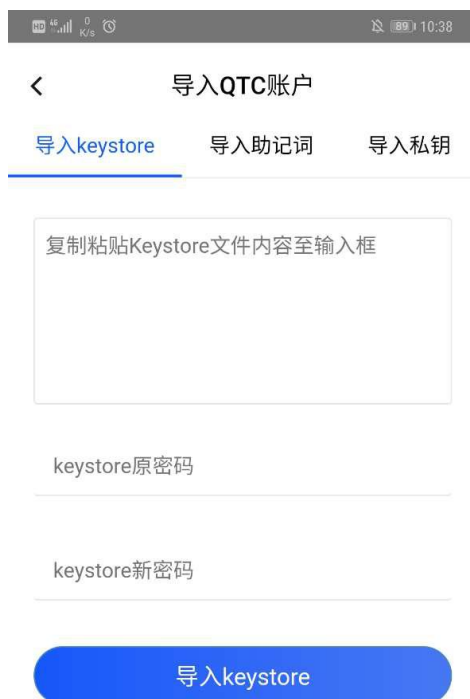 HD 46 0 K/s 89 10:38
导入QTC账户
导入keystore 导入助记词 导入私钥
复制粘贴Keystore文件内容至输入框
keystore原密码
keystore新密码
导入keystore